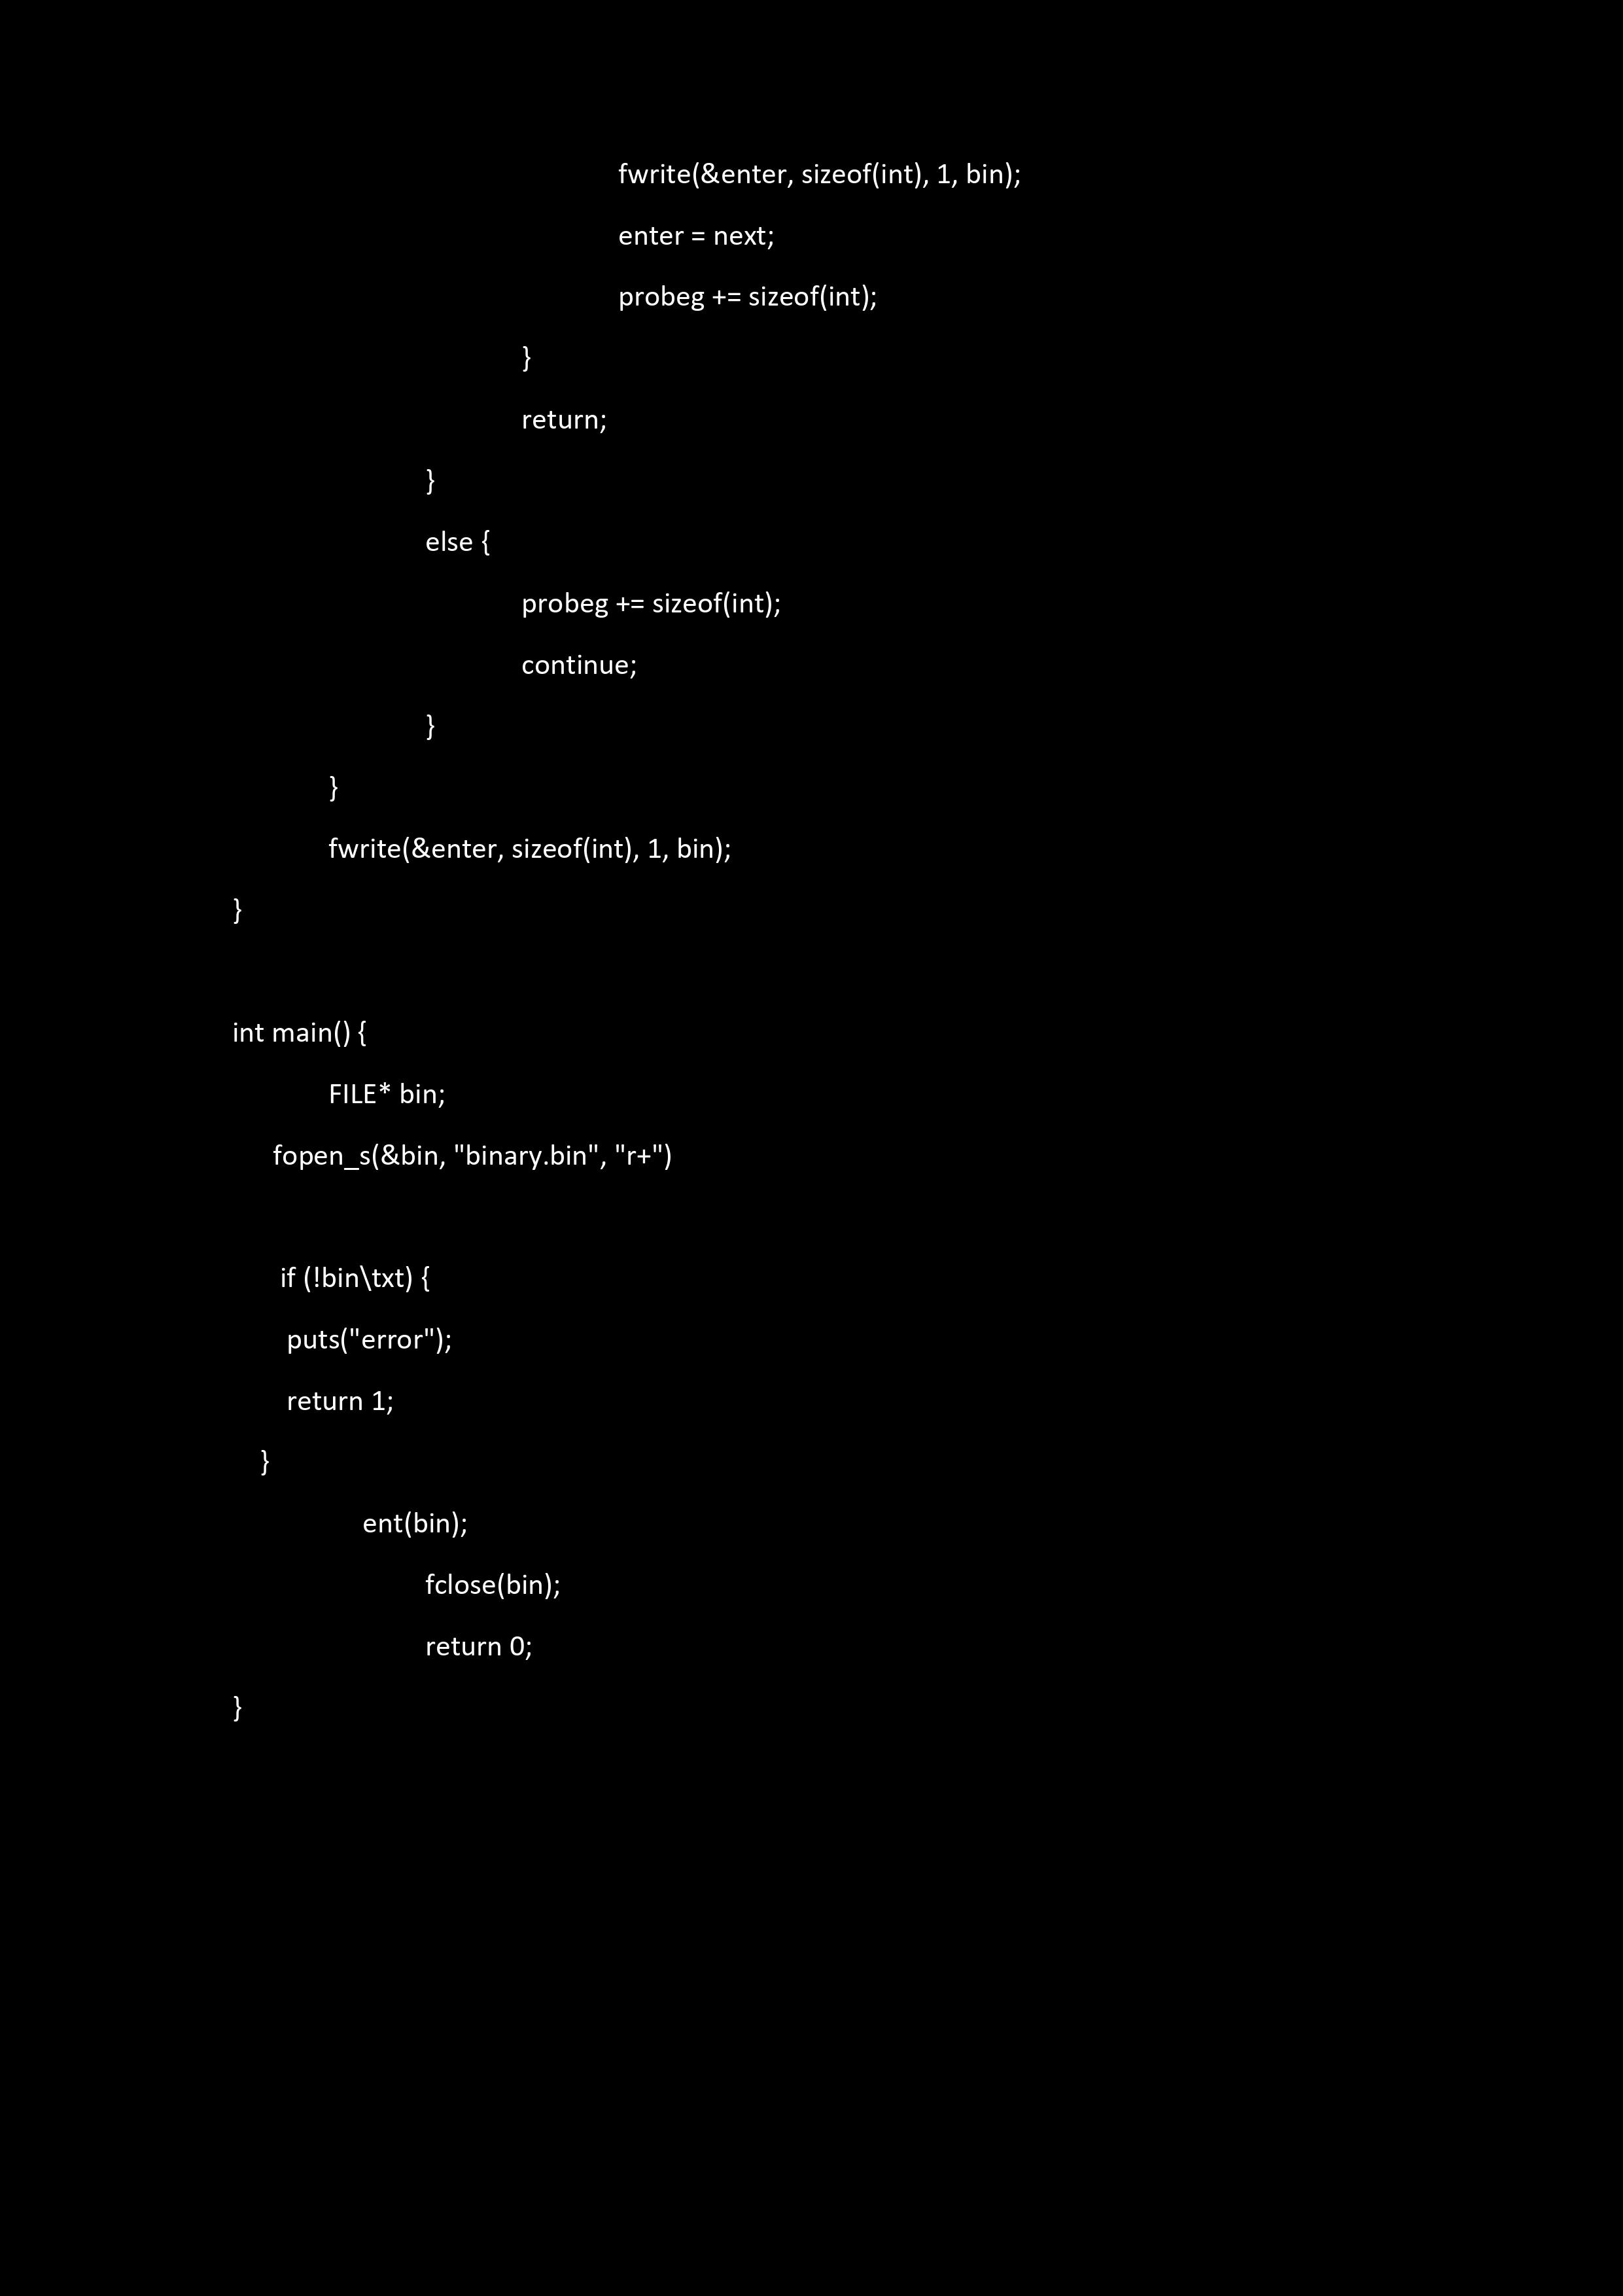 fwrite(&enter, sizeof(int), 1, bin);
enter = next;
probeg += sizeof(int);
}
return;
}
else {
probeg += sizeof(int);
continue;
}
}
fwrite(&enter, sizeof(int), 1, bin);
}
int main() {
FILE* bin;
fopen_s(&bin, "binary.bin", "r+")
if (!bin\txt) {
puts("error");
return 1;
}
ent(bin);
fclose(bin);
return 0;
}